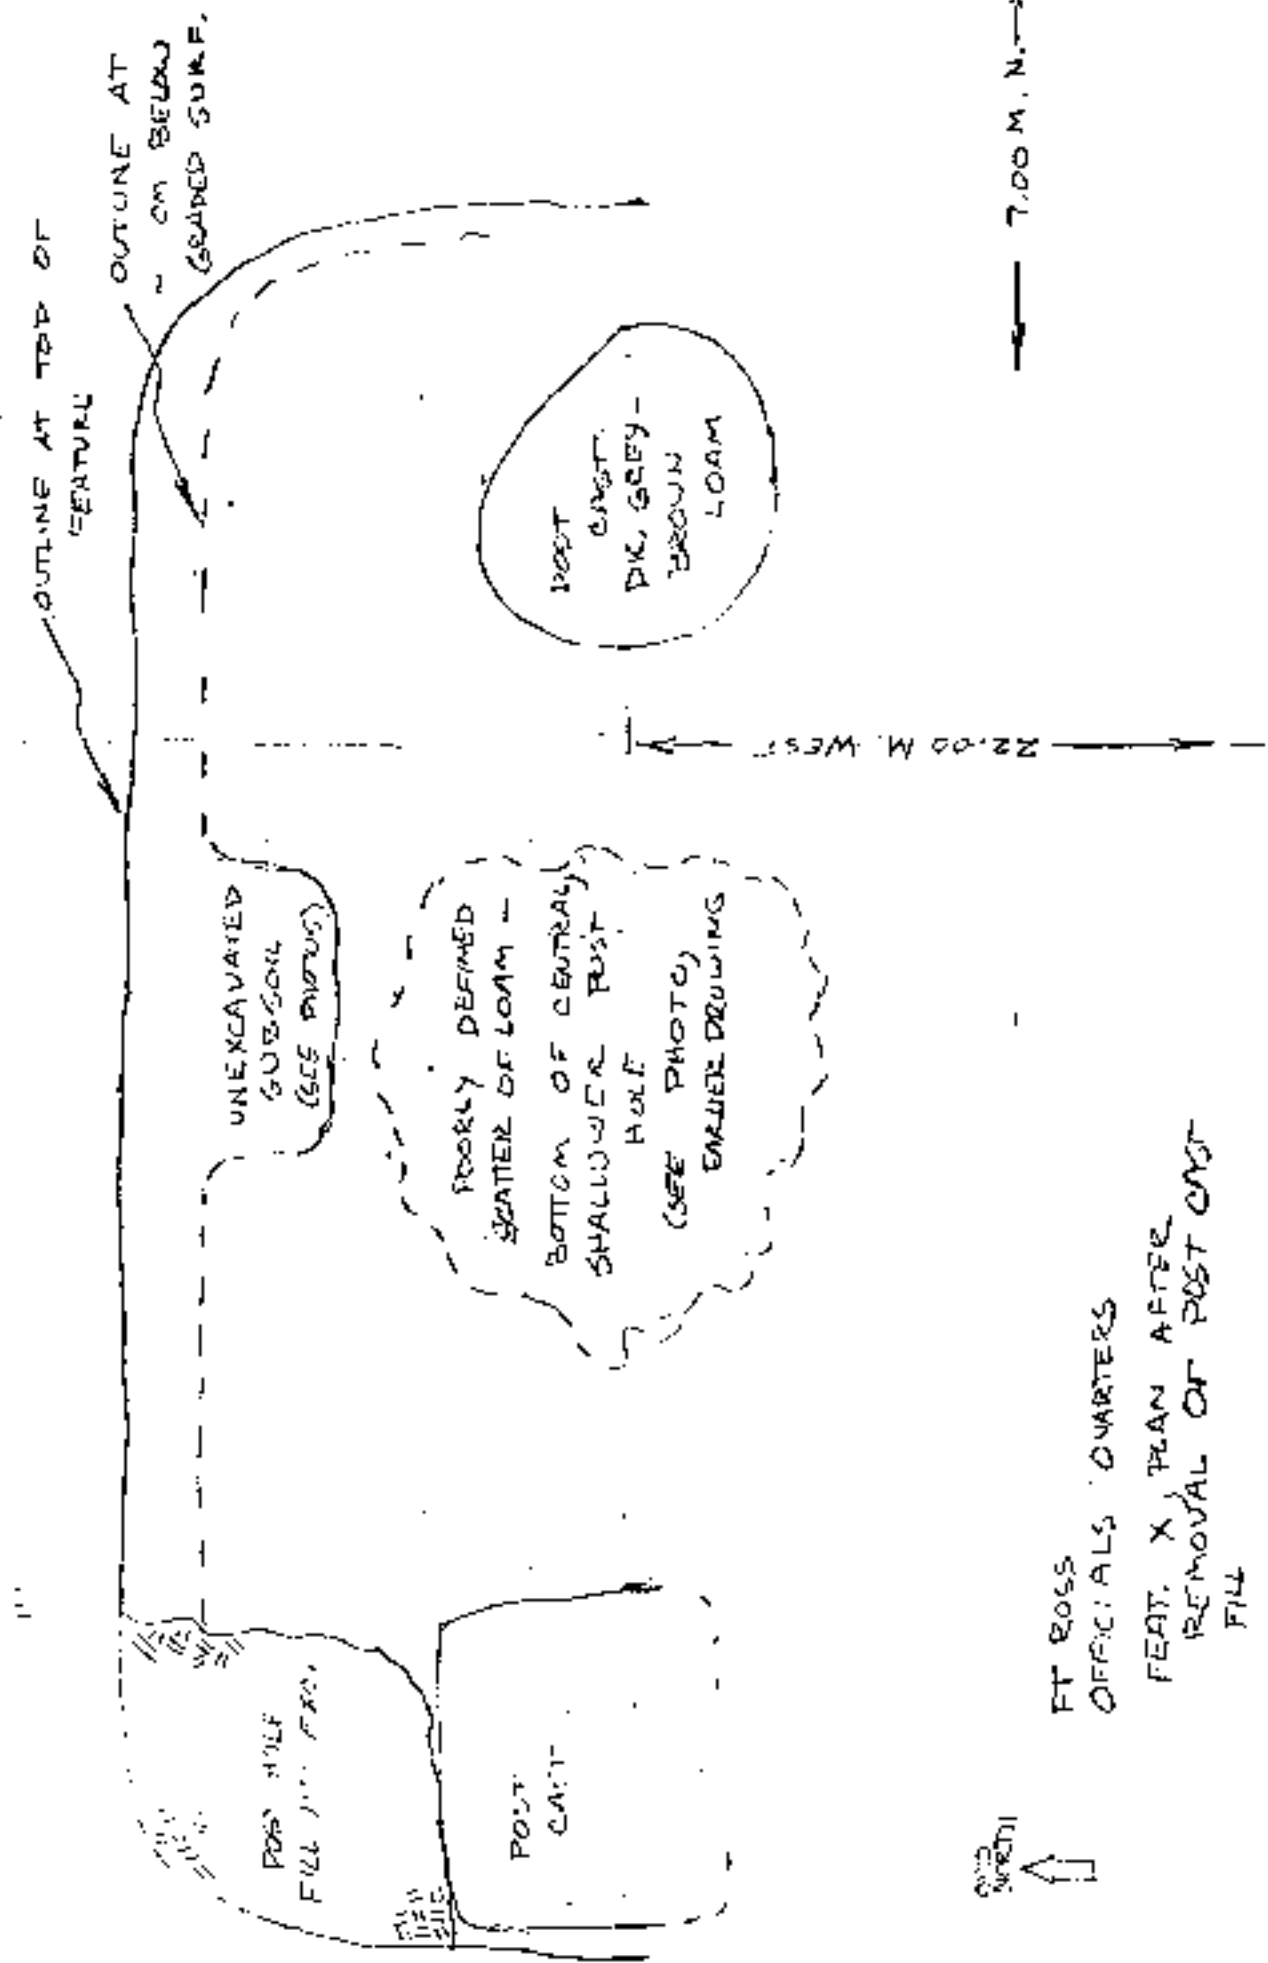 OUTLINE AT TOP OF
FEATURE
OUTLINE AT
~ CM BELOW
GRADED SURF.
UNEXCAVATED
SUBSOIL
(SEE PHOTOS)
POORLY DEFINED
SCATTER OF LOAM -
BOTTOM OF CENTRAL,
SHALLOWER POST
HOLE
(SEE PHOTO,
EARLIER DRAWING
POST
CAST
DK. GREY-
BROWN
LOAM
POST HOLE
FILL
POST
CAST
22.00 M. WEST
7.00 M. N.
GRID
NORTH
FT ROSS
OFFICIALS QUARTERS
FEAT. X, PLAN AFTER
REMOVAL OF POST CAST
FILL